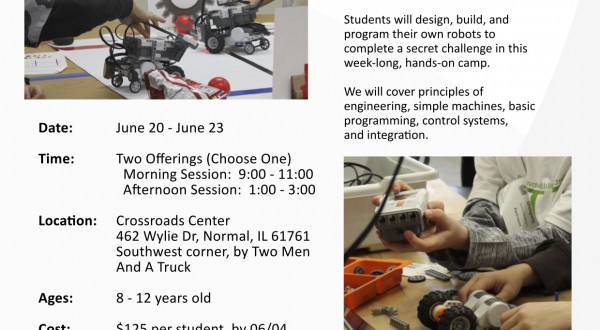 Students will design, build, and
program their own robots to
complete a secret challenge in this
week-long, hands-on camp.
We will cover principles of
engineering, simple machines, basic
programming, control systems,
and integration.
Date: June 20 - June 23
Time: Two Offerings (Choose One)
Morning Session: 9:00 - 11:00
Afternoon Session: 1:00 - 3:00
Location: Crossroads Center
462 Wylie Dr, Normal, IL 61761
Southwest corner, by Two Men
And A Truck
Ages: 8 - 12 years old
Cost: $125 per student, by 06/04